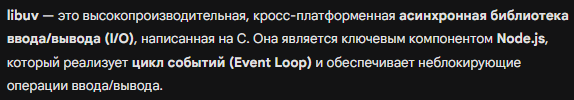 libuv — это высокопроизводительная, кросс-платформенная асинхронная библиотека
ввода/вывода (I/O), написанная на C. Она является ключевым компонентом Node.js,
который реализует цикл событий (Event Loop) и обеспечивает неблокирующие
операции ввода/вывода.